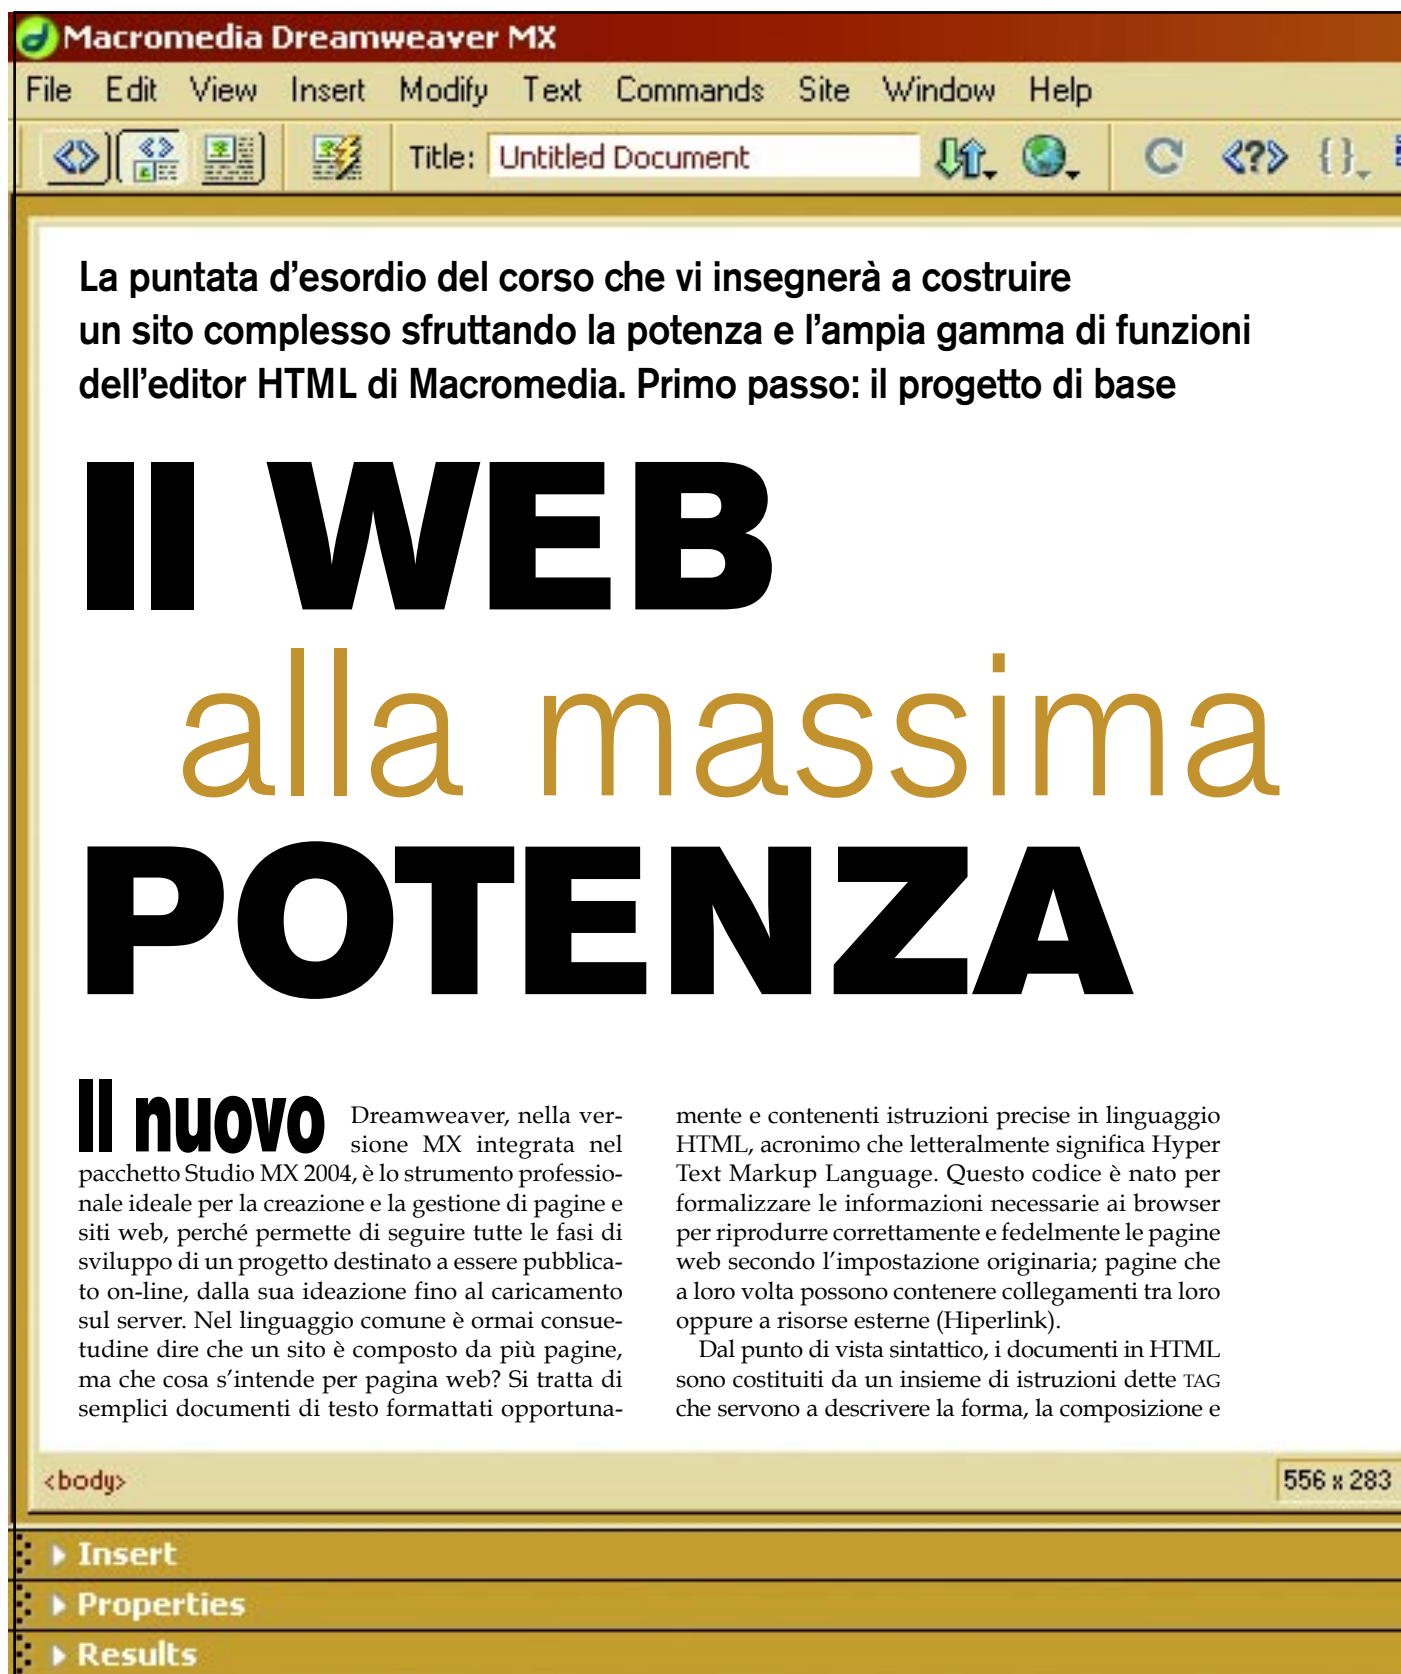 Macromedia Dreamweaver MX
File Edit View Insert Modify Text Commands Site Window Help
Title: Untitled Document
La puntata d'esordio del corso che vi insegnerà a costruire
un sito complesso sfruttando la potenza e l'ampia gamma di funzioni
dell'editor HTML di Macromedia. Primo passo: il progetto di base
Il WEB
alla massima
POTENZA
Il nuovo Dreamweaver, nella ver-
sione MX integrata nel
pacchetto Studio MX 2004, è lo strumento professio-
nale ideale per la creazione e la gestione di pagine e
siti web, perché permette di seguire tutte le fasi di
sviluppo di un progetto destinato a essere pubblica-
to on-line, dalla sua ideazione fino al caricamento
sul server. Nel linguaggio comune è ormai consue-
tudine dire che un sito è composto da più pagine,
ma che cosa s'intende per pagina web? Si tratta di
semplici documenti di testo formattati opportuna-
mente e contenenti istruzioni precise in linguaggio
HTML, acronimo che letteralmente significa Hyper
Text Markup Language. Questo codice è nato per
formalizzare le informazioni necessarie ai browser
per riprodurre correttamente e fedelmente le pagine
web secondo l'impostazione originaria; pagine che
a loro volta possono contenere collegamenti tra loro
oppure a risorse esterne (Hiperlink).
Dal punto di vista sintattico, i documenti in HTML
sono costituiti da un insieme di istruzioni dette TAG
che servono a descrivere la forma, la composizione e
<body>
556 x 283
Insert
Properties
Results